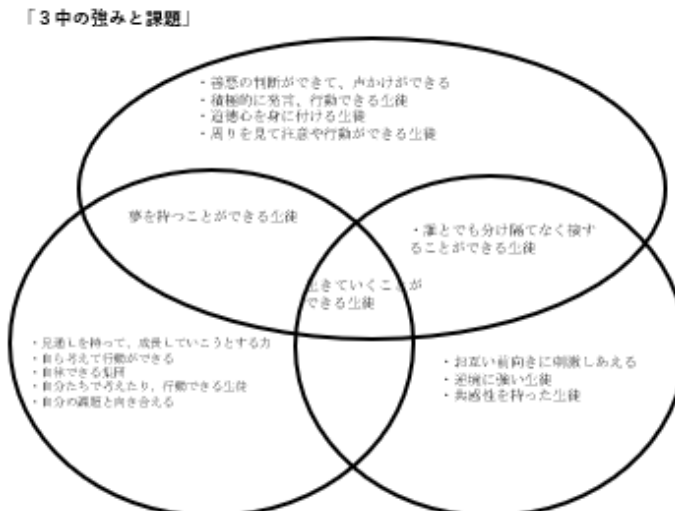 「３中の強みと課題」
・善悪の判断ができて、声かけができる
・積極的に発言、行動できる生徒
・道徳心を身に付ける生徒
・周りを見て注意や行動ができる生徒
夢を持つことができる生徒
・誰とでも分け隔てなく接す
ることができる生徒
生きていくことが
できる生徒
・見通しを持って、成長していこうとする力
・自ら考えて行動ができる
・自律できる集団
・自分たちで考えたり、行動できる生徒
・自分の課題と向き合える
・お互い前向きに刺激しあえる
・逆境に強い生徒
・共感性を持った生徒